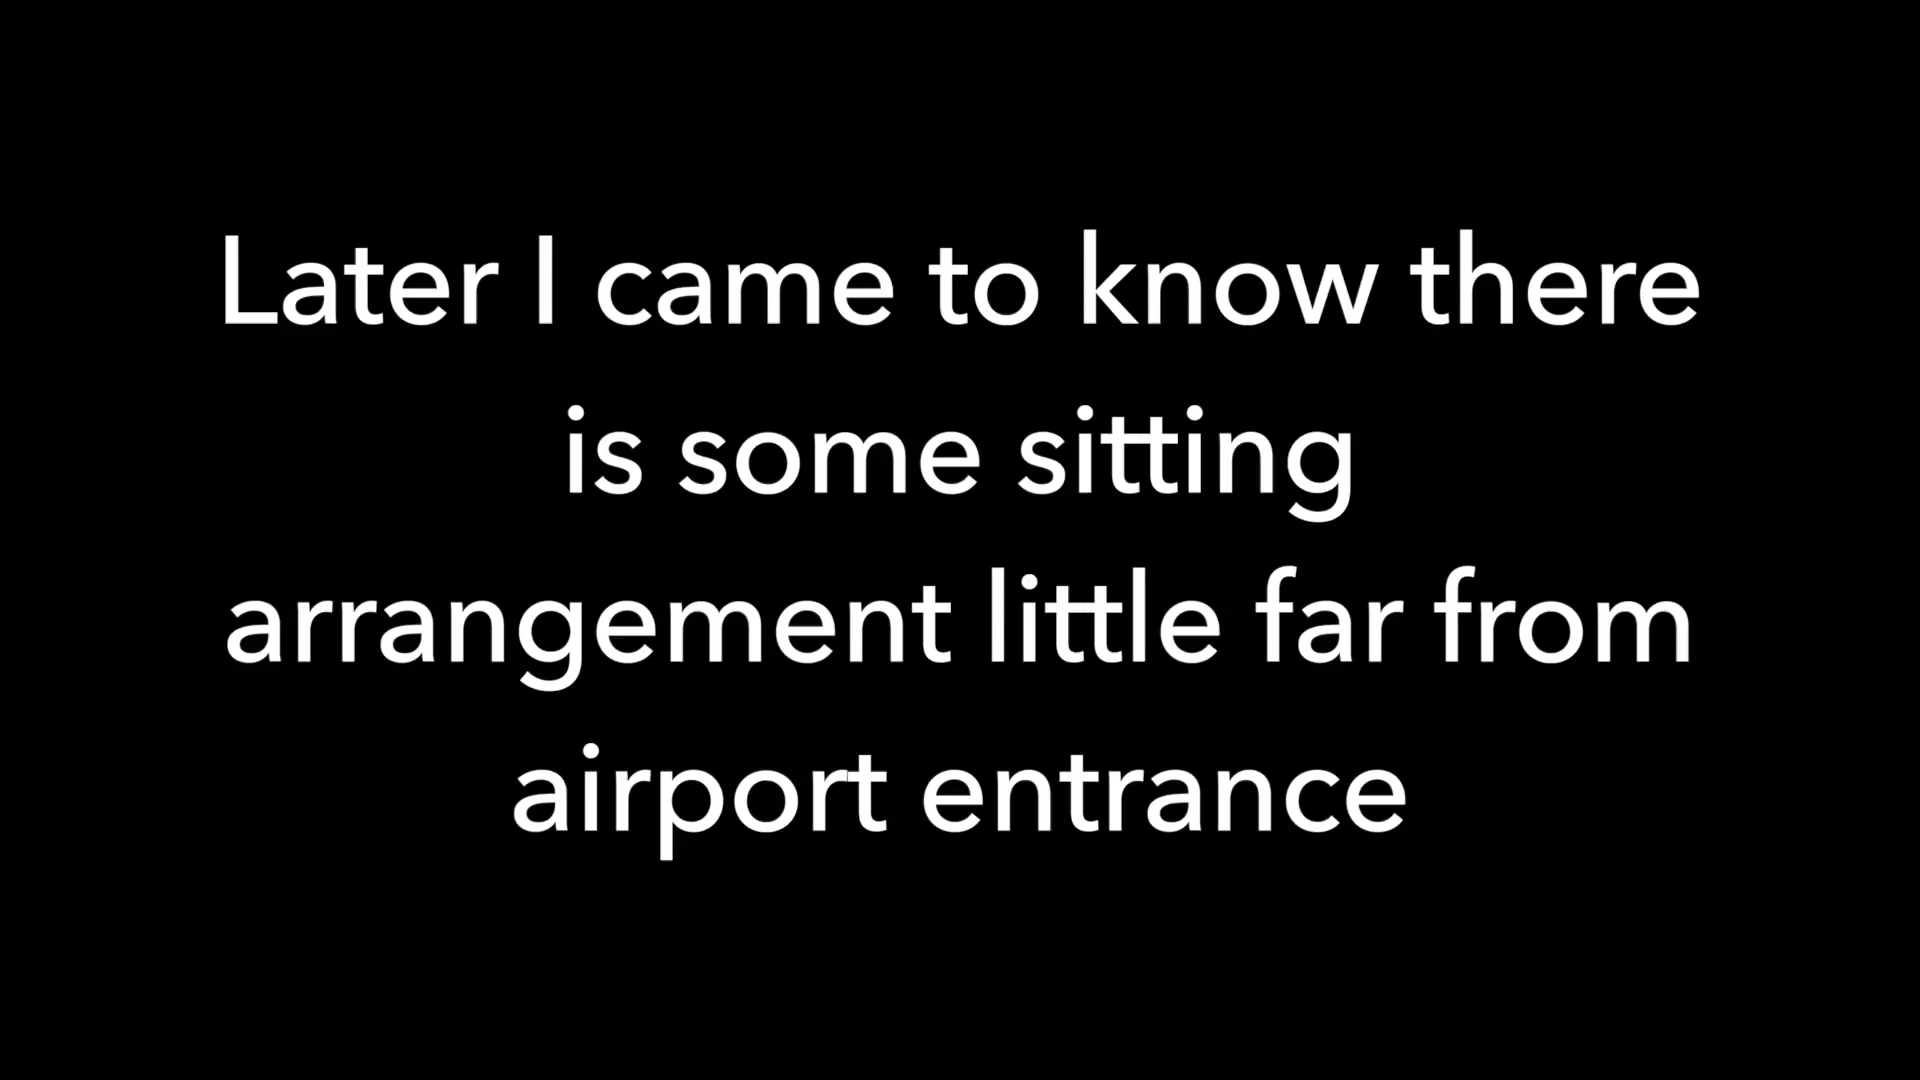 Later I came to know there
is some sitting
arrangement little far from
airport entrance